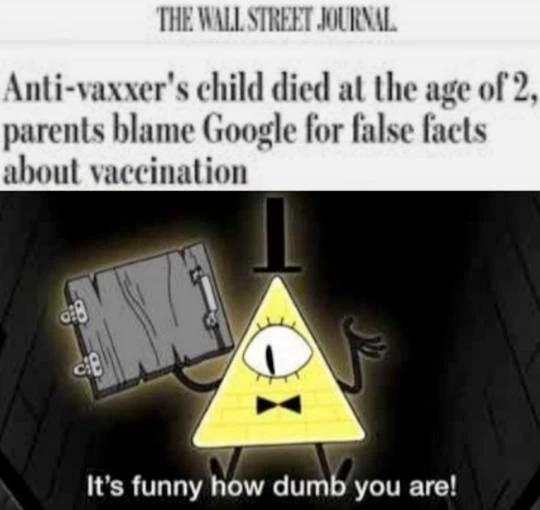 THE WALL STREET JOURNAL.
Anti-vaxxer's child died at the age of 2,
parents blame Google for false facts
about vaccination
It's funny how dumb you are!